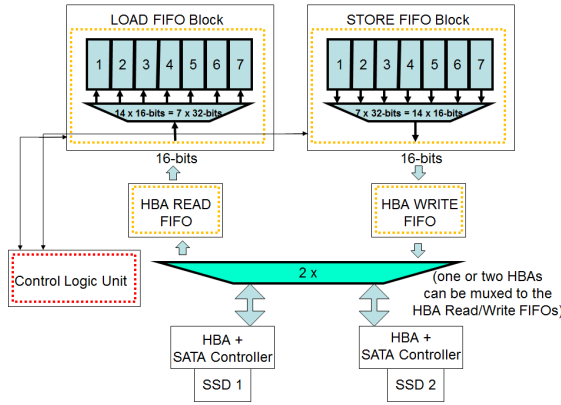 LOAD FIFO Block
STORE FIFO Block
1 2 3 4 5 6 7
1 2 3 4 5 6 7
14 x 16-bits = 7 x 32-bits
7 x 32-bits = 14 x 16-bits
16-bits
16-bits
HBA READ
FIFO
HBA WRITE
FIFO
Control Logic Unit
2 x
(one or two HBAs
can be muxed to the
HBA Read/Write FIFOs)
HBA +
SATA Controller
SSD 1
HBA +
SATA Controller
SSD 2